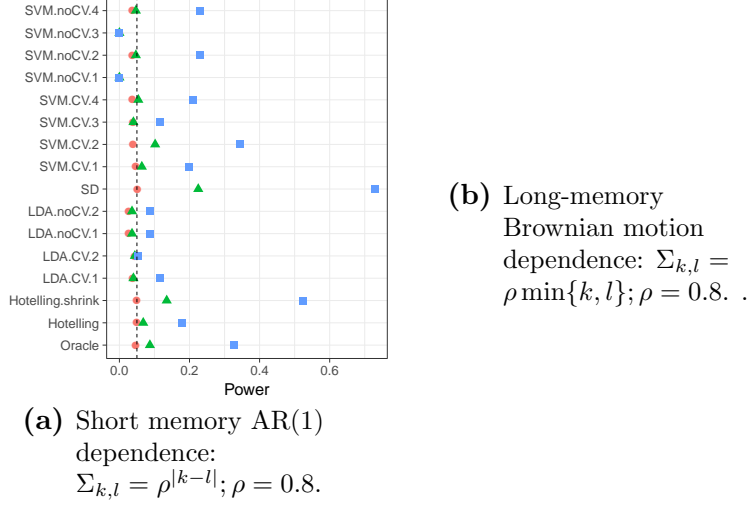 SVM.noCV.4
SVM.noCV.3
SVM.noCV.2
SVM.noCV.1
SVM.CV.4
SVM.CV.3
SVM.CV.2
SVM.CV.1
SD
LDA.noCV.2
LDA.noCV.1
LDA.CV.2
LDA.CV.1
Hotelling.shrink
Hotelling
Oracle
0.0 0.2 0.4 0.6
Power
(a) Short memory AR(1)
dependence:
Σ_{k,l} = ρ^{|k−l|}; ρ = 0.8.
(b) Long-memory
Brownian motion
dependence: Σ_{k,l} =
ρ min{k, l}; ρ = 0.8. .